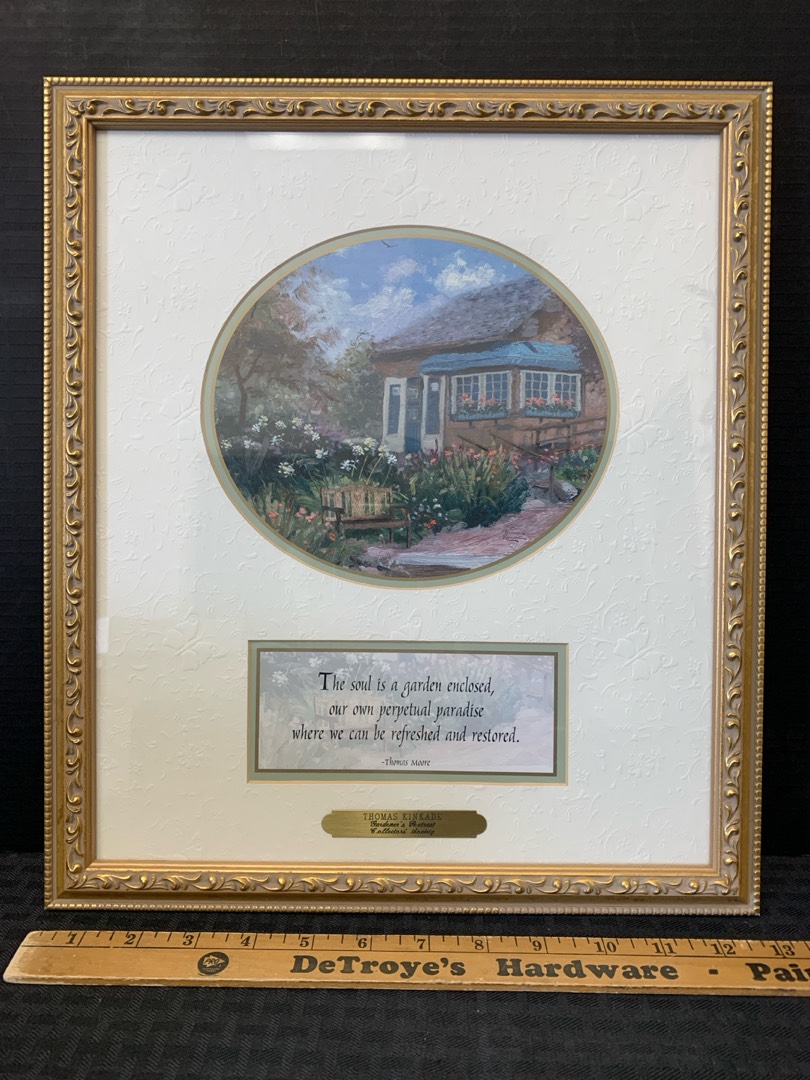 The soul is a garden enclosed,
our own perpetual paradise
where we can be refreshed and restored.
-Thomas Moore
THOMAS KINKADE
Gardener's Retreat
Collectors' Society
1 2 3 4 5 6 7 8 9 10 11 12 13
DeTroye's Hardware - Pai